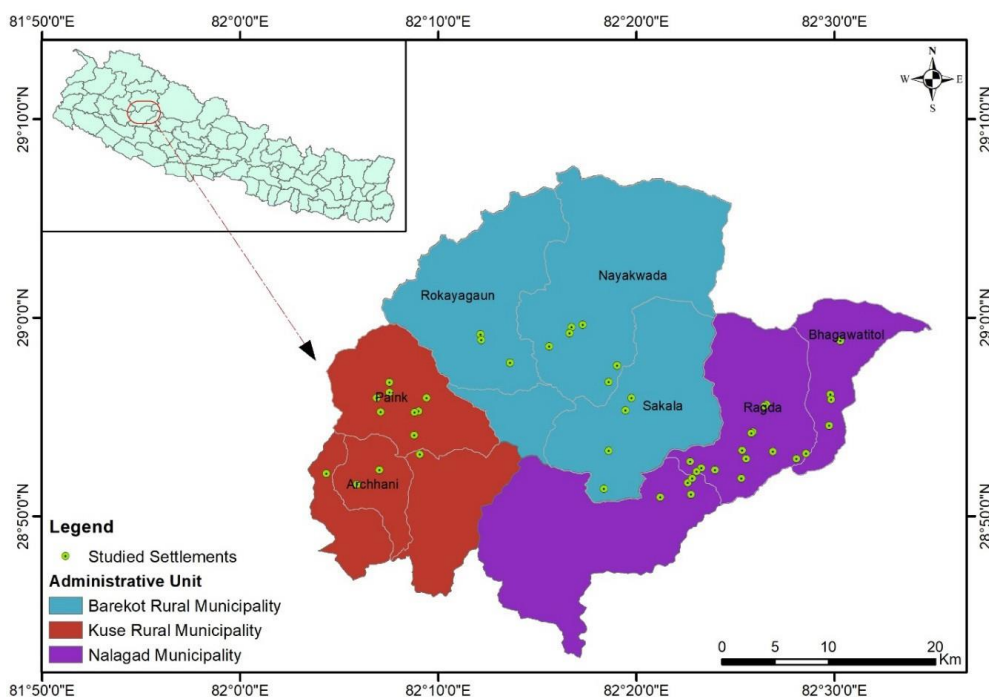 81°50'0"E 82°0'0"E 82°10'0"E 82°20'0"E 82°30'0"E
N
W E
S
29°10'0"N 29°10'0"N
Nayakwada
Rokayagaun
29°0'0"N 29°0'0"N
Bhagawatitol
Paink
Sakala Ragda
Archhani
28°50'0"N 28°50'0"N
Legend
Studied Settlements
Administrative Unit
Barekot Rural Municipality
Kuse Rural Municipality
Nalagad Municipality
0 5 10 20
Km
81°50'0"E 82°0'0"E 82°10'0"E 82°20'0"E 82°30'0"E